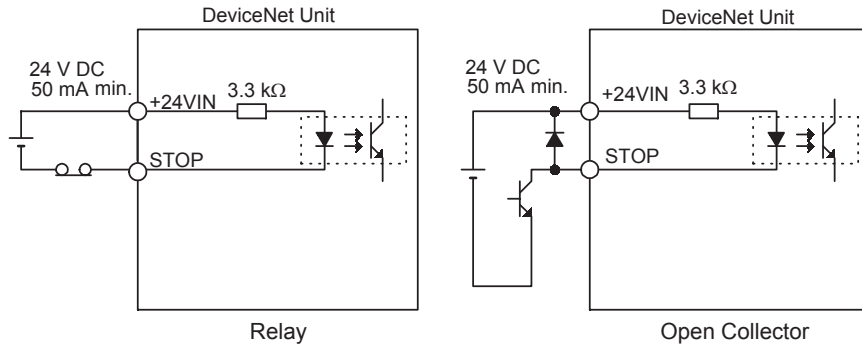 DeviceNet Unit
24 V DC
50 mA min.
+24VIN
3.3 kΩ
STOP
Relay
DeviceNet Unit
24 V DC
50 mA min.
+24VIN
3.3 kΩ
STOP
Open Collector